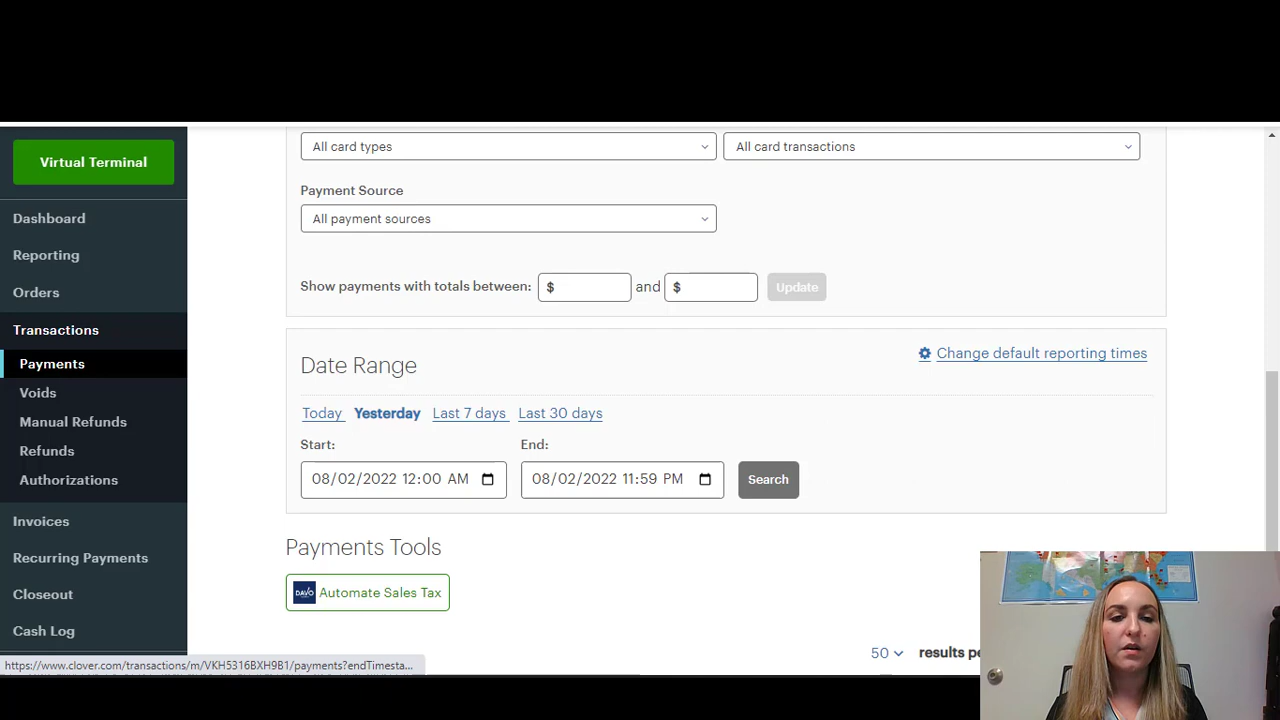 Virtual Terminal
Dashboard
Reporting
Orders
Transactions
Payments
Voids
Manual Refunds
Refunds
Authorizations
Invoices
Recurring Payments
Closeout
Cash Log
https://www.clover.com/transactions/m/VKH5316BXH9B1/payments?endTimesta...
All card types
All card transactions
Payment Source
All payment sources
Show payments with totals between: $ and $ Update
Date Range
Change default reporting times
Today Yesterday Last 7 days Last 30 days
Start: End:
08/02/2022 12:00 AM 08/02/2022 11:59 PM Search
Payments Tools
DAVO Automate Sales Tax
50 results pe